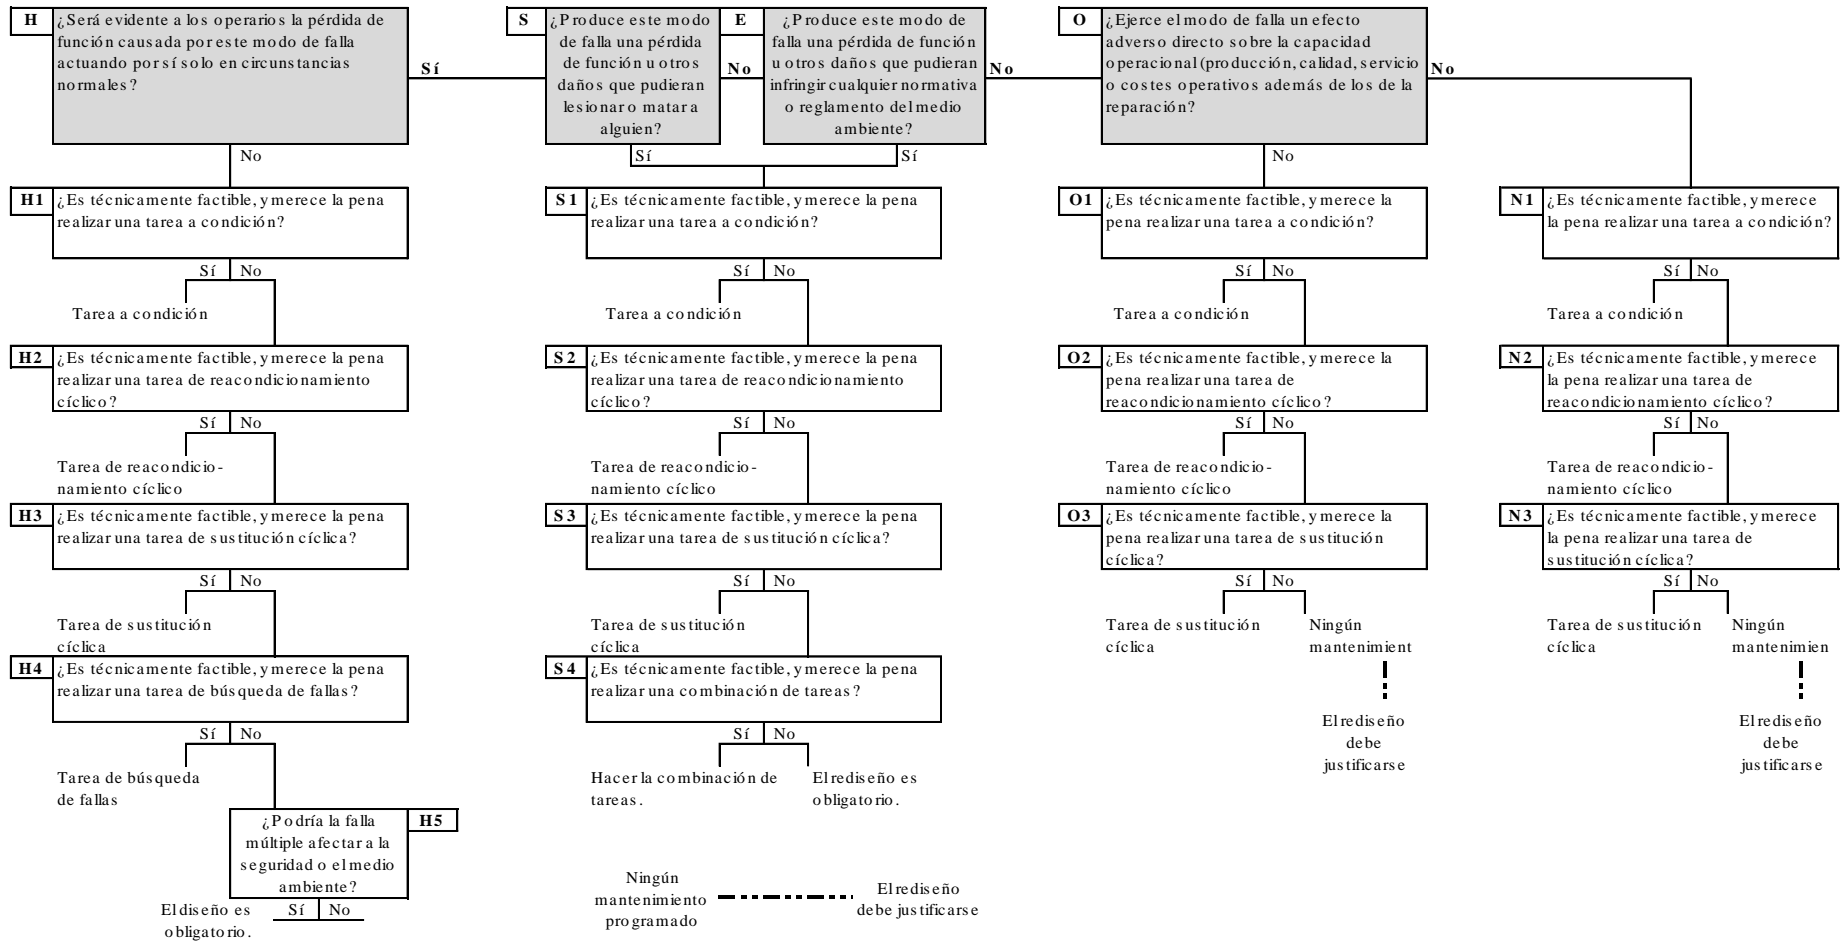 H
¿Será evidente a los operarios la pérdida de
función causada por este modo de falla
actuando por sí solo en circunstancias
normales?
Sí
No
S
¿Produce este modo
de falla una pérdida
de función u otros
daños que pudieran
lesionar o matar a
alguien?
No
Sí
E
¿Produce este modo de
falla una pérdida de función
u otros daños que pudieran
infringir cualquier normativa
o reglamento del medio
ambiente?
No
Sí
O
¿Ejerce el modo de falla un efecto
adverso directo sobre la capacidad
operacional (producción, calidad, servicio
o costes operativos además de los de la
reparación?
No
No
H1
¿Es técnicamente factible, y merece la pena
realizar una tarea a condición?
Sí No
Tarea a condición
H2
¿Es técnicamente factible, y merece la pena
realizar una tarea de reacondicionamiento
cíclico?
Sí No
Tarea de reacondicio-
namiento cíclico
H3
¿Es técnicamente factible, y merece la pena
realizar una tarea de sustitución cíclica?
Sí No
Tarea de sustitución
cíclica
H4
¿Es técnicamente factible, y merece la pena
realizar una tarea de búsqueda de fallas?
Sí No
Tarea de búsqueda
de fallas
H5
¿Podría la falla
múltiple afectar a la
seguridad o el medio
ambiente?
Sí No
El diseño es
obligatorio.
S1
¿Es técnicamente factible, y merece la pena
realizar una tarea a condición?
Sí No
Tarea a condición
S2
¿Es técnicamente factible, y merece la pena
realizar una tarea de reacondicionamiento
cíclico?
Sí No
Tarea de reacondicio-
namiento cíclico
S3
¿Es técnicamente factible, y merece la pena
realizar una tarea de sustitución cíclica?
Sí No
Tarea de sustitución
cíclica
S4
¿Es técnicamente factible, y merece la pena
realizar una combinación de tareas?
Sí No
Hacer la combinación de
tareas.
El rediseño es
obligatorio.
Ningún
mantenimiento
programado
El rediseño
debe justificarse
O1
¿Es técnicamente factible, y merece la
pena realizar una tarea a condición?
Sí No
Tarea a condición
O2
¿Es técnicamente factible, y merece la
pena realizar una tarea de
reacondicionamiento cíclico?
Sí No
Tarea de reacondicio-
namiento cíclico
O3
¿Es técnicamente factible, y merece la
pena realizar una tarea de sustitución
cíclica?
Sí No
Tarea de sustitución
cíclica
Ningún
mantenimient
El rediseño
debe
justificarse
N1
¿Es técnicamente factible, y merece
la pena realizar una tarea a condición?
Sí No
Tarea a condición
N2
¿Es técnicamente factible, y merece
la pena realizar una tarea de
reacondicionamiento cíclico?
Sí No
Tarea de reacondicio-
namiento cíclico
N3
¿Es técnicamente factible, y merece
la pena realizar una tarea de
sustitución cíclica?
Sí No
Tarea de sustitución
cíclica
Ningún
mantenimien
El rediseño
debe
justificarse